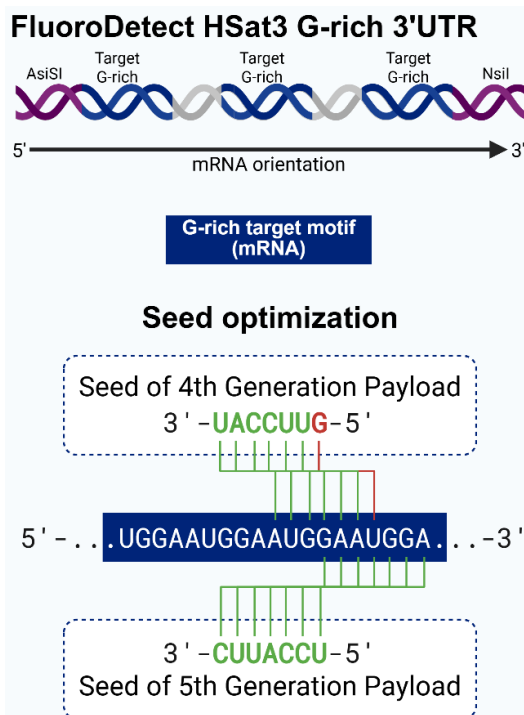 FluoroDetect HSat3 G-rich 3'UTR
AsiSI
Target
G-rich
Target
G-rich
Target
G-rich
NsiI
5'
3'
mRNA orientation
G-rich target motif
(mRNA)
Seed optimization
Seed of 4th Generation Payload
3'-UACCUUG-5'
5'-...UGGAAUGGAAUGGAAUGGA...-3'
3'-CUUACCU-5'
Seed of 5th Generation Payload